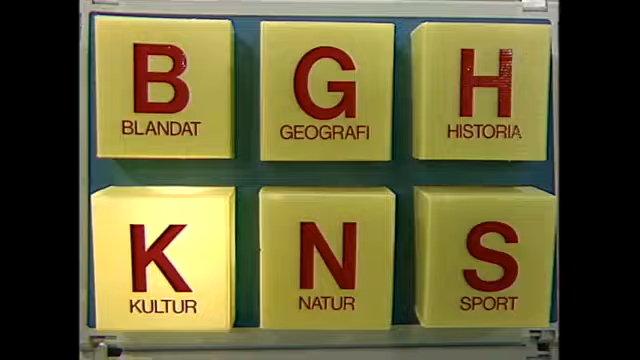 B
BLANDAT
G
GEOGRAFI
H
HISTORIA
K
KULTUR
N
NATUR
S
SPORT